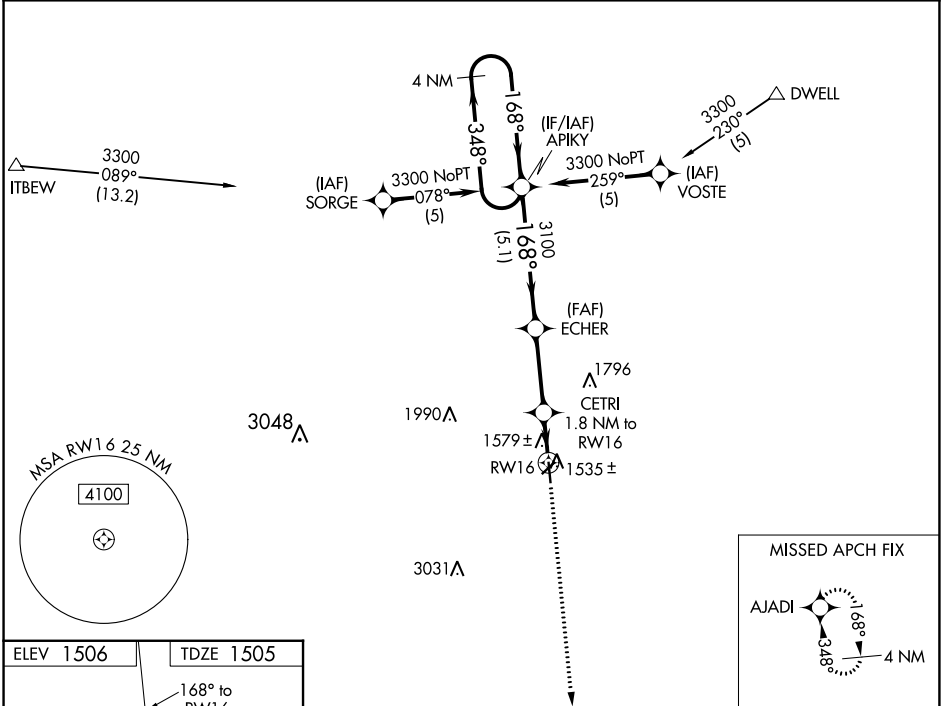 4 NM
168°
348°
(IF/IAF)
APIKY
DWELL
3300
230°
(5)
3300
089°
(13.2)
ITBEW
(IAF)
SORGE
3300 NoPT
078°
(5)
3300 NoPT
259°
(5)
(IAF)
VOSTE
3100
168°
(5.1)
(FAF)
ECHER
1796
CETRI
1.8 NM to
RW16
3048
1990
1579 ±
RW16
1535 ±
MSA RW16 25 NM
4100
3031
MISSED APCH FIX
AJADI
168°
348°
4 NM
ELEV 1506
TDZE 1505
168° to
RW16